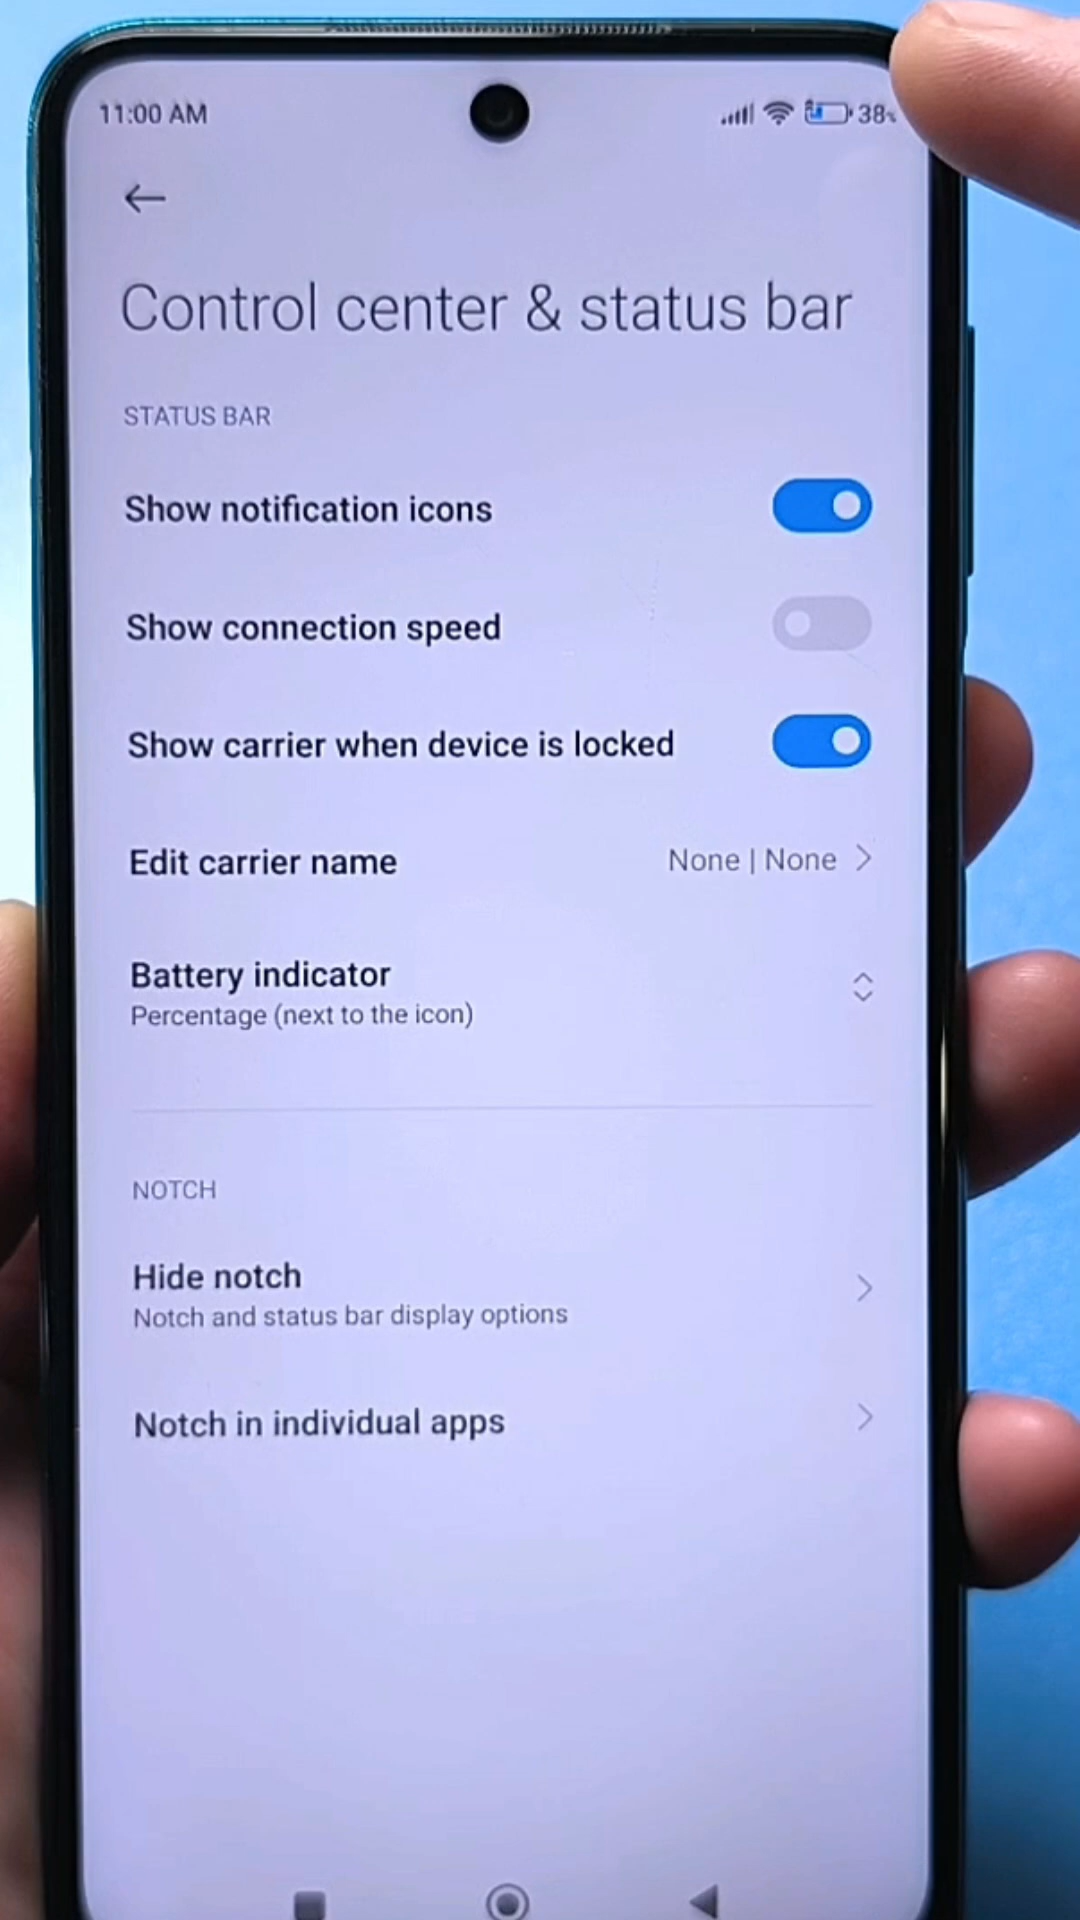 11:00 AM 38%
Control center & status bar
STATUS BAR
Show notification icons
Show connection speed
Show carrier when device is locked
Edit carrier name None | None
Battery indicator
Percentage (next to the icon)
NOTCH
Hide notch
Notch and status bar display options
Notch in individual apps